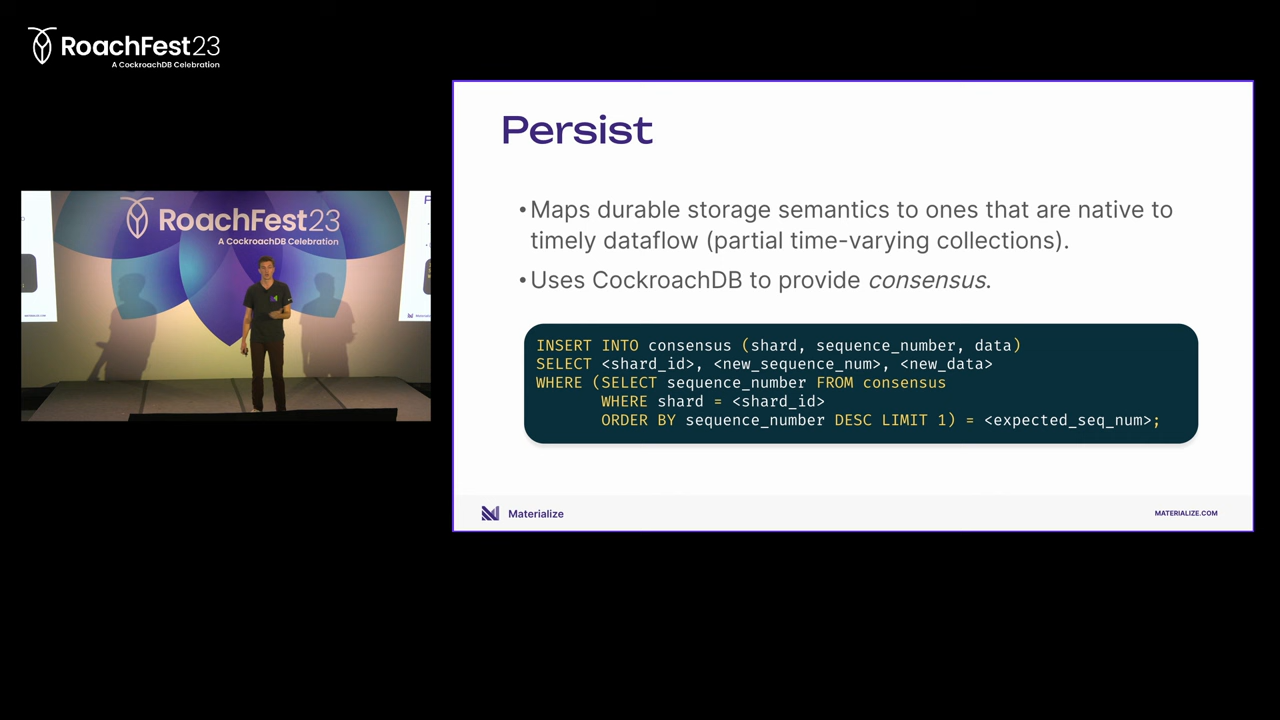 RoachFest23
A CockroachDB Celebration
RoachFest23
A CockroachDB Celebration
Persist
•Maps durable storage semantics to ones that are native to
timely dataflow (partial time-varying collections).
•Uses CockroachDB to provide consensus.
INSERT INTO consensus (shard, sequence_number, data)
SELECT <shard_id>, <new_sequence_num>, <new_data>
WHERE (SELECT sequence_number FROM consensus
WHERE shard = <shard_id>
ORDER BY sequence_number DESC LIMIT 1) = <expected_seq_num>;
Materialize
MATERIALIZE.COM